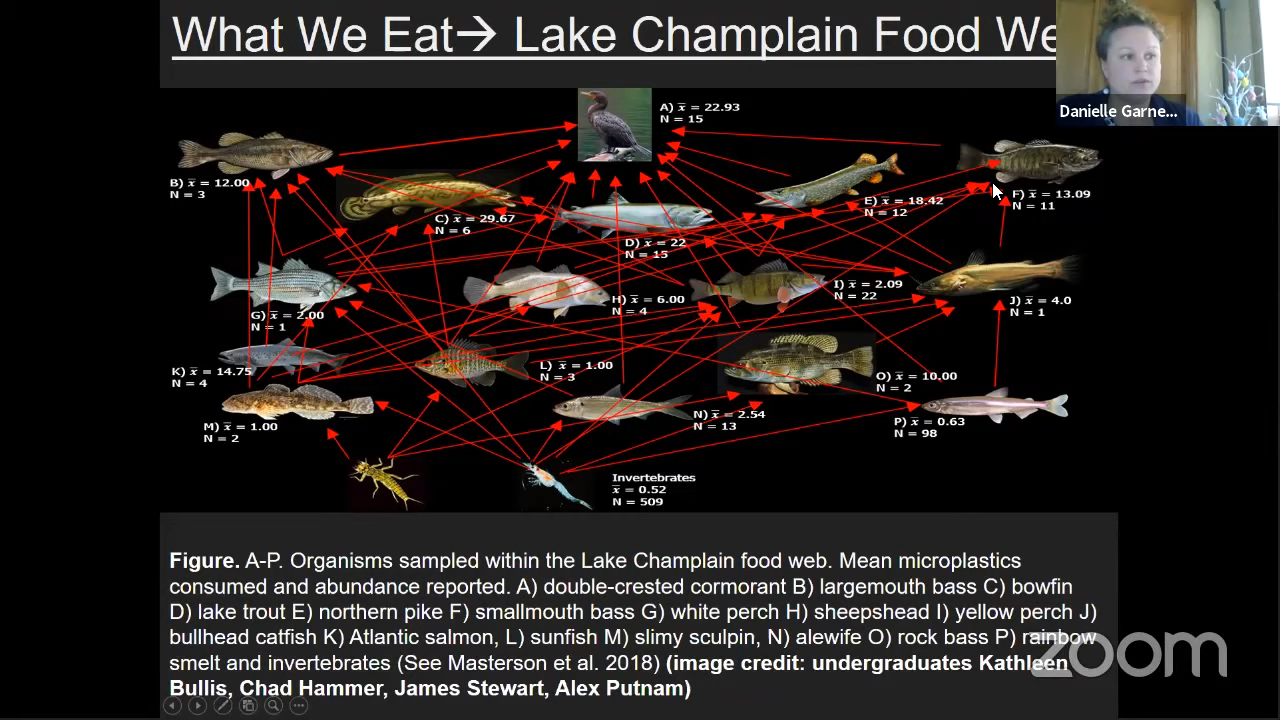 What We Eat→ Lake Champlain Food We
Danielle Garne...
A) x̅ = 22.93
N = 15
B) x̅ = 12.00
N = 3
C) x̅ = 29.67
N = 6
D) x̅ = 22
N = 15
E) x̅ = 18.42
N = 12
F) x̅ = 13.09
N = 11
G) x̅ = 2.00
N = 1
H) x̅ = 6.00
N = 4
I) x̅ = 2.09
N = 22
J) x̅ = 4.0
N = 1
K) x̅ = 14.75
N = 4
L) x̅ = 1.00
N = 3
O) x̅ = 10.00
N = 2
M) x̅ = 1.00
N = 2
N) x̅ = 2.54
N = 13
P) x̅ = 0.63
N = 98
Invertebrates
x̅ = 0.52
N = 509
Figure. A-P. Organisms sampled within the Lake Champlain food web. Mean microplastics
consumed and abundance reported. A) double-crested cormorant B) largemouth bass C) bowfin
D) lake trout E) northern pike F) smallmouth bass G) white perch H) sheepshead I) yellow perch J)
bullhead catfish K) Atlantic salmon, L) sunfish M) slimy sculpin, N) alewife O) rock bass P) rainbow
smelt and invertebrates (See Masterson et al. 2018) (image credit: undergraduates Kathleen
Bullis, Chad Hammer, James Stewart, Alex Putnam)
zoom